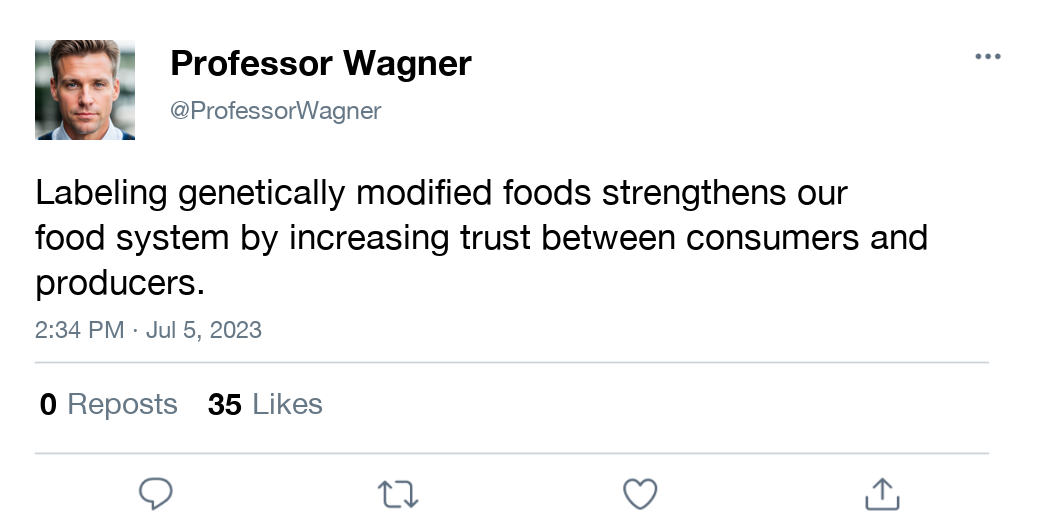 Professor Wagner
@ProfessorWagner
Labeling genetically modified foods strengthens our
food system by increasing trust between consumers and
producers.
2:34 PM · Jul 5, 2023
0 Reposts 35 Likes